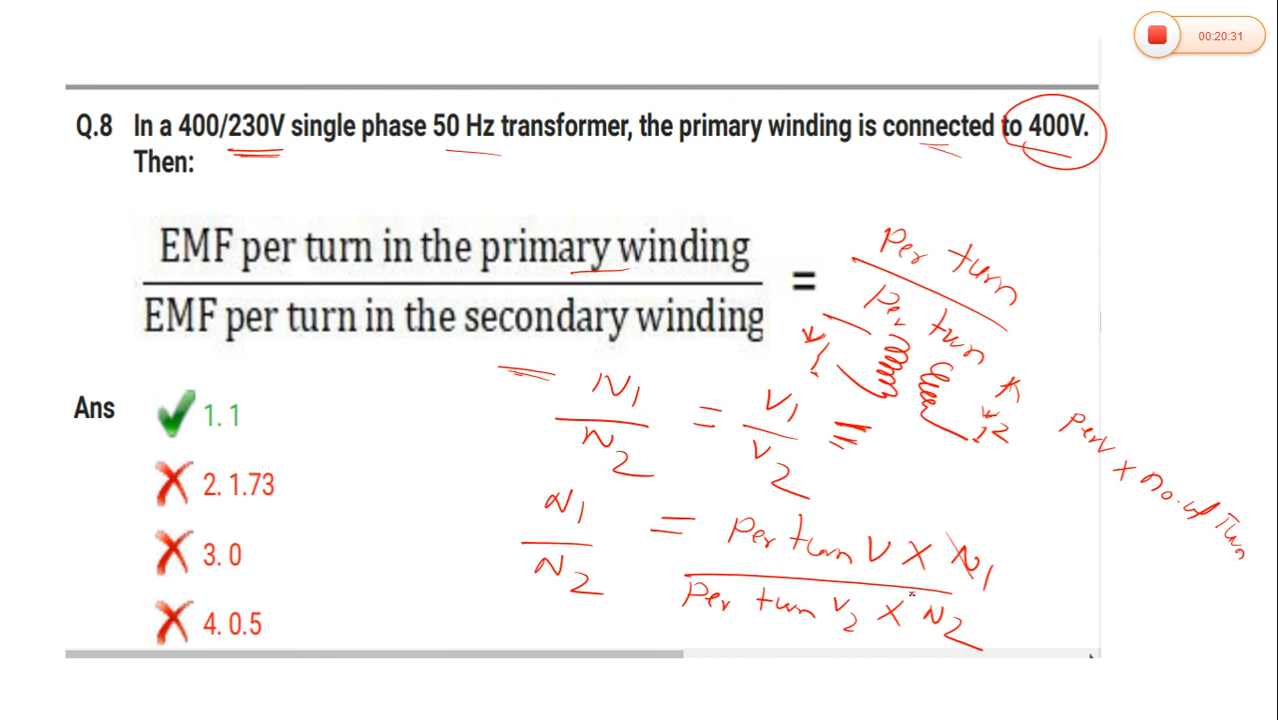 00:20:31
Q.8 In a 400/230V single phase 50 Hz transformer, the primary winding is connected to 400V.
Then:
EMF per turn in the primary winding
EMF per turn in the secondary winding
=
Per turn
Per turn
V1
V2
Ans
1. 1
2. 1.73
3. 0
4. 0.5
= N1 / N2 = V1 / V2 =
N1 / N2 = Per turn V X N1 / Per turn V2 X N2
Per V X no. of Turn